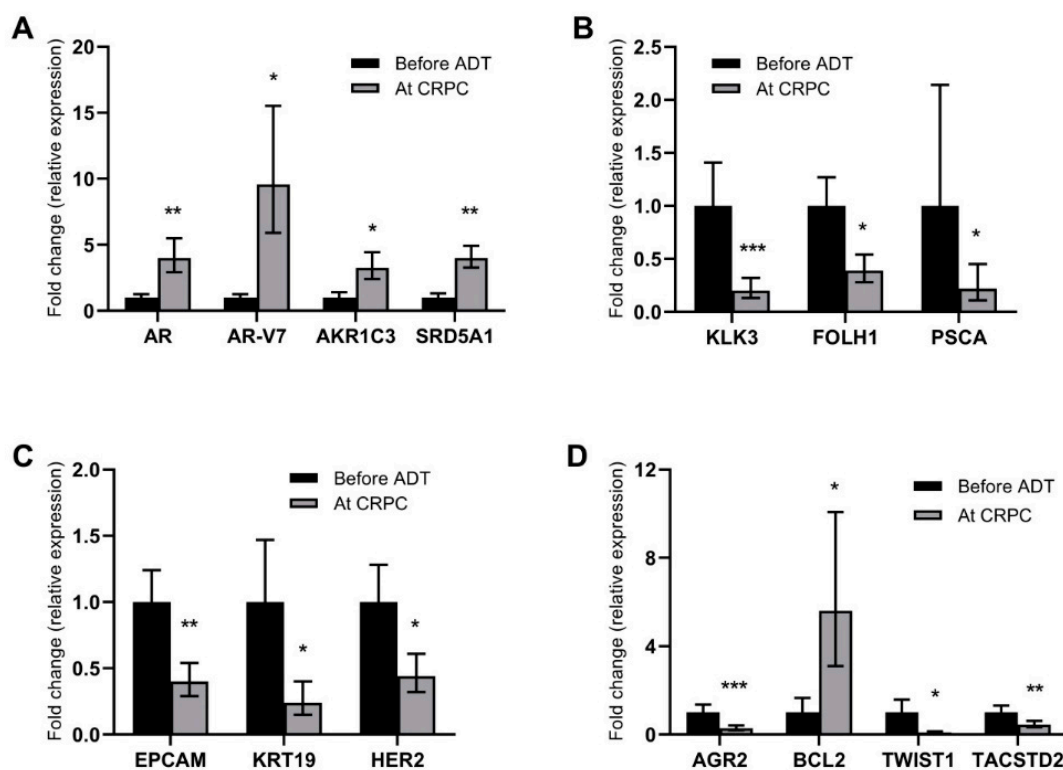 A
Fold change (relative expression)
20
15
10
5
0
Before ADT
At CRPC
**
*
*
**
AR
AR-V7
AKR1C3
SRD5A1
B
Fold change (relative expression)
2.5
2.0
1.5
1.0
0.5
0.0
Before ADT
At CRPC
***
*
*
KLK3
FOLH1
PSCA
C
Fold change (relative expression)
2.0
1.5
1.0
0.5
0.0
Before ADT
At CRPC
**
*
*
EPCAM
KRT19
HER2
D
Fold change (relative expression)
12
8
4
0
Before ADT
At CRPC
***
*
*
**
AGR2
BCL2
TWIST1
TACSTD2